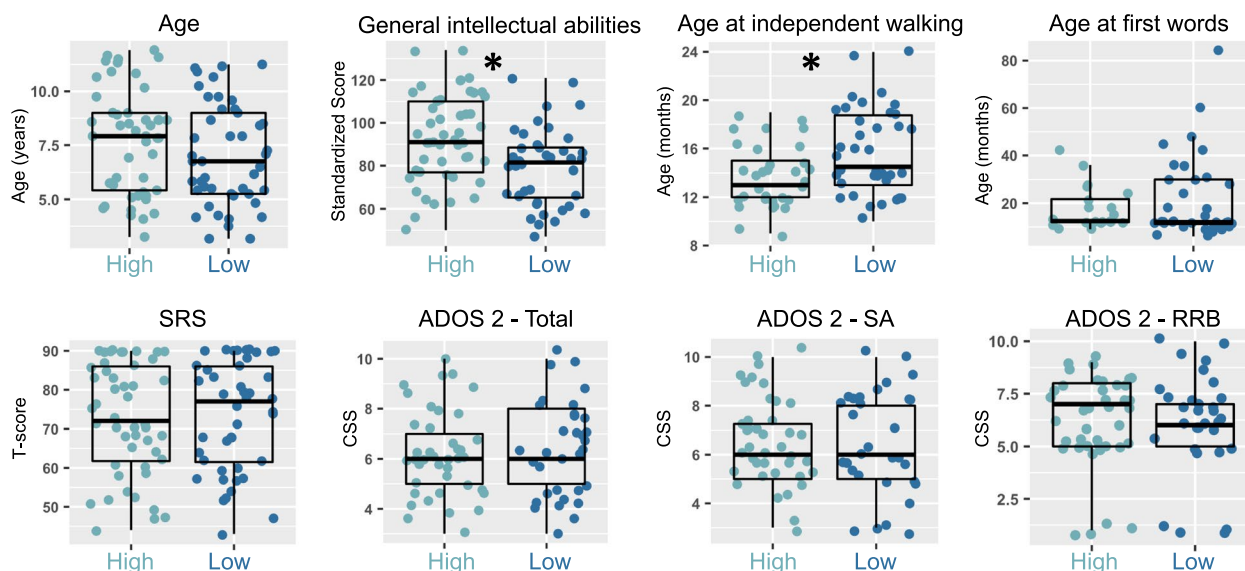 Age
General intellectual abilities
Age at independent walking
Age at first words
Age (years)
10.0
7.5
5.0
High
Low
Standardized Score
120
100
80
60
*
High
Low
Age (months)
24
20
16
12
8
*
High
Low
Age (months)
80
60
40
20
High
Low
SRS
ADOS 2 - Total
ADOS 2 - SA
ADOS 2 - RRB
T-score
90
80
70
60
50
High
Low
CSS
10
8
6
4
High
Low
CSS
10
8
6
4
High
Low
CSS
10.0
7.5
5.0
2.5
High
Low